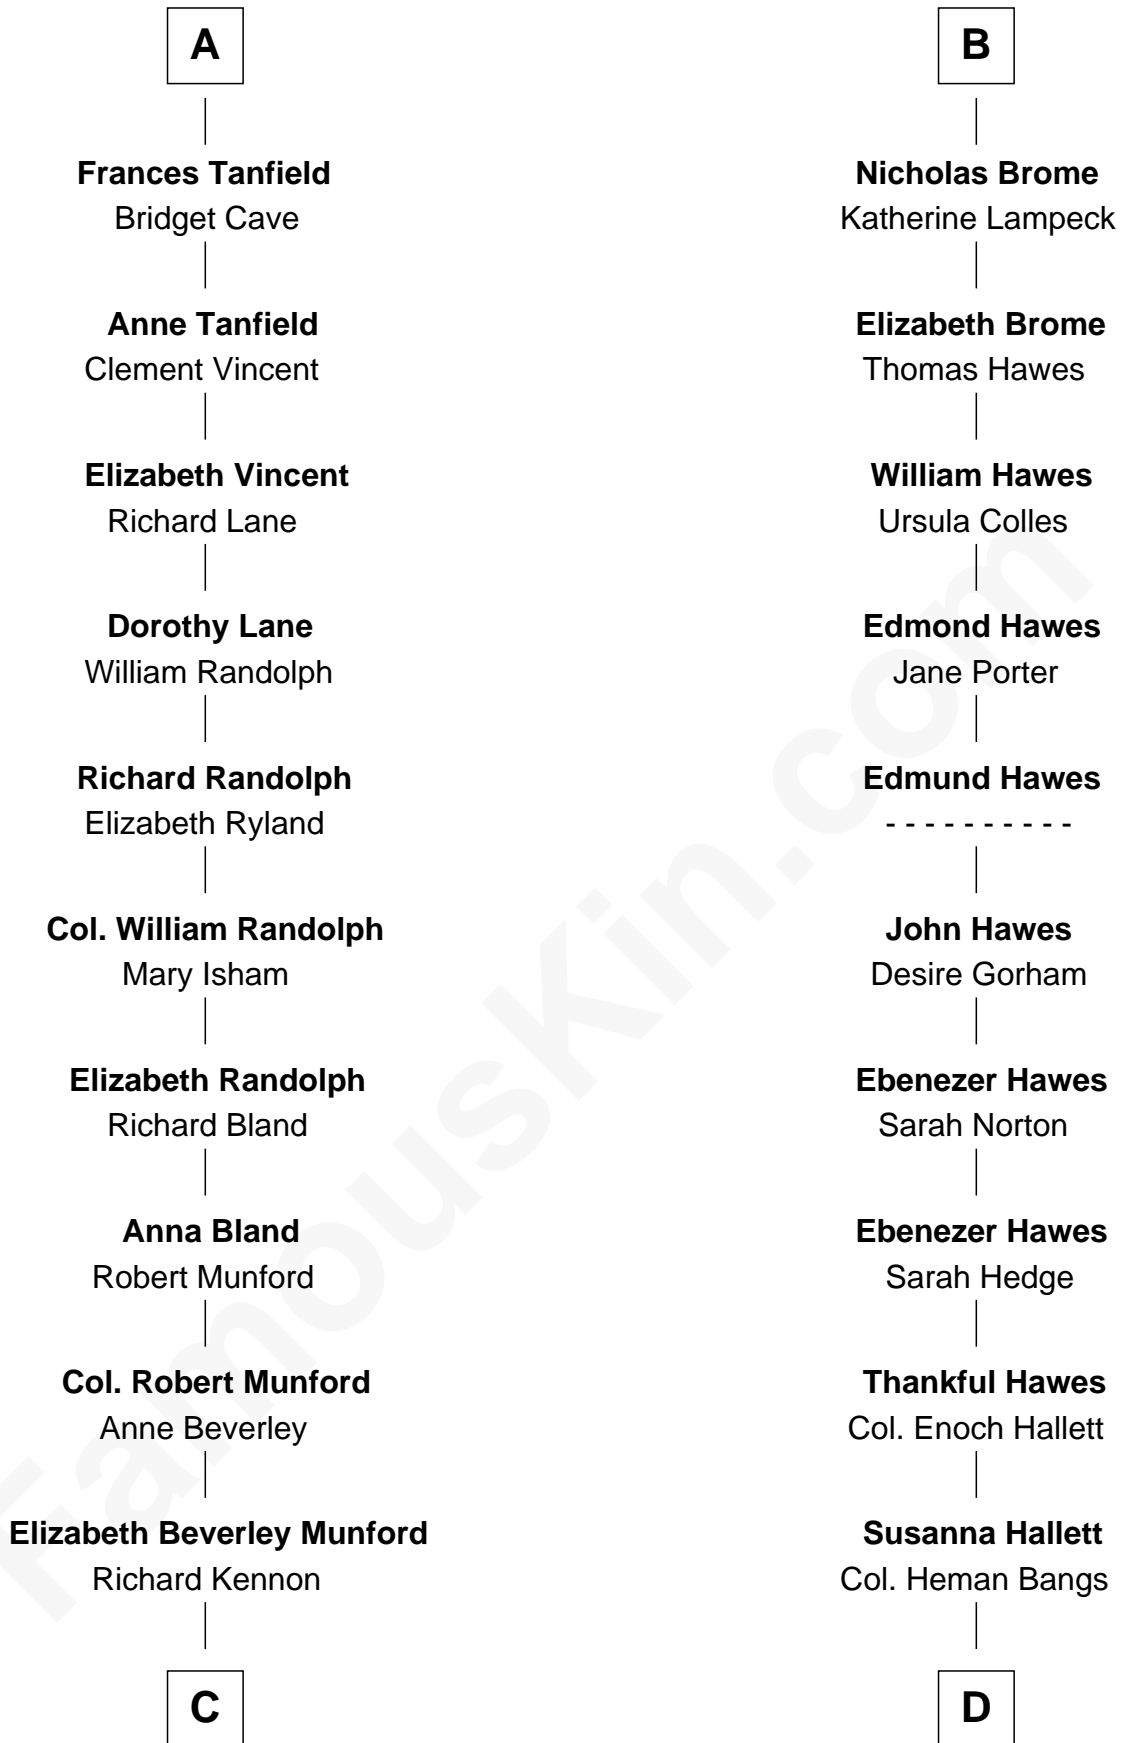 A
Frances Tanfield
Bridget Cave
Anne Tanfield
Clement Vincent
Elizabeth Vincent
Richard Lane
Dorothy Lane
William Randolph
Richard Randolph
Elizabeth Ryland
Col. William Randolph
Mary Isham
Elizabeth Randolph
Richard Bland
Anna Bland
Robert Munford
Col. Robert Munford
Anne Beverley
Elizabeth Beverley Munford
Richard Kennon
C
B
Nicholas Brome
Katherine Lampeck
Elizabeth Brome
Thomas Hawes
William Hawes
Ursula Colles
Edmond Hawes
Jane Porter
Edmund Hawes
- - - - - - - - - -
John Hawes
Desire Gorham
Ebenezer Hawes
Sarah Norton
Ebenezer Hawes
Sarah Hedge
Thankful Hawes
Col. Enoch Hallett
Susanna Hallett
Col. Heman Bangs
D
FamousKin.com